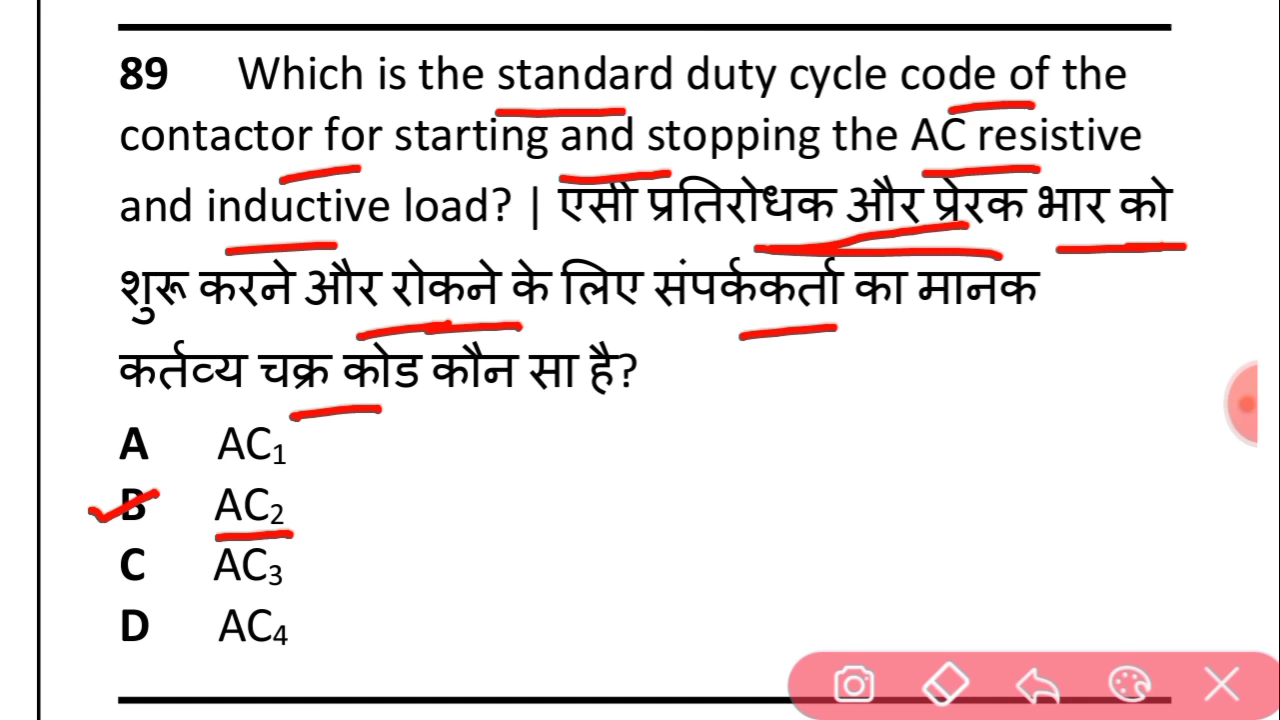 89 Which is the standard duty cycle code of the
contactor for starting and stopping the AC resistive
and inductive load? | एसी प्रतिरोधक और प्रेरक भार को
शुरू करने और रोकने के लिए संपर्ककर्ता का मानक
कर्तव्य चक्र कोड कौन सा है?
A AC₁
B AC₂
C AC₃
D AC₄